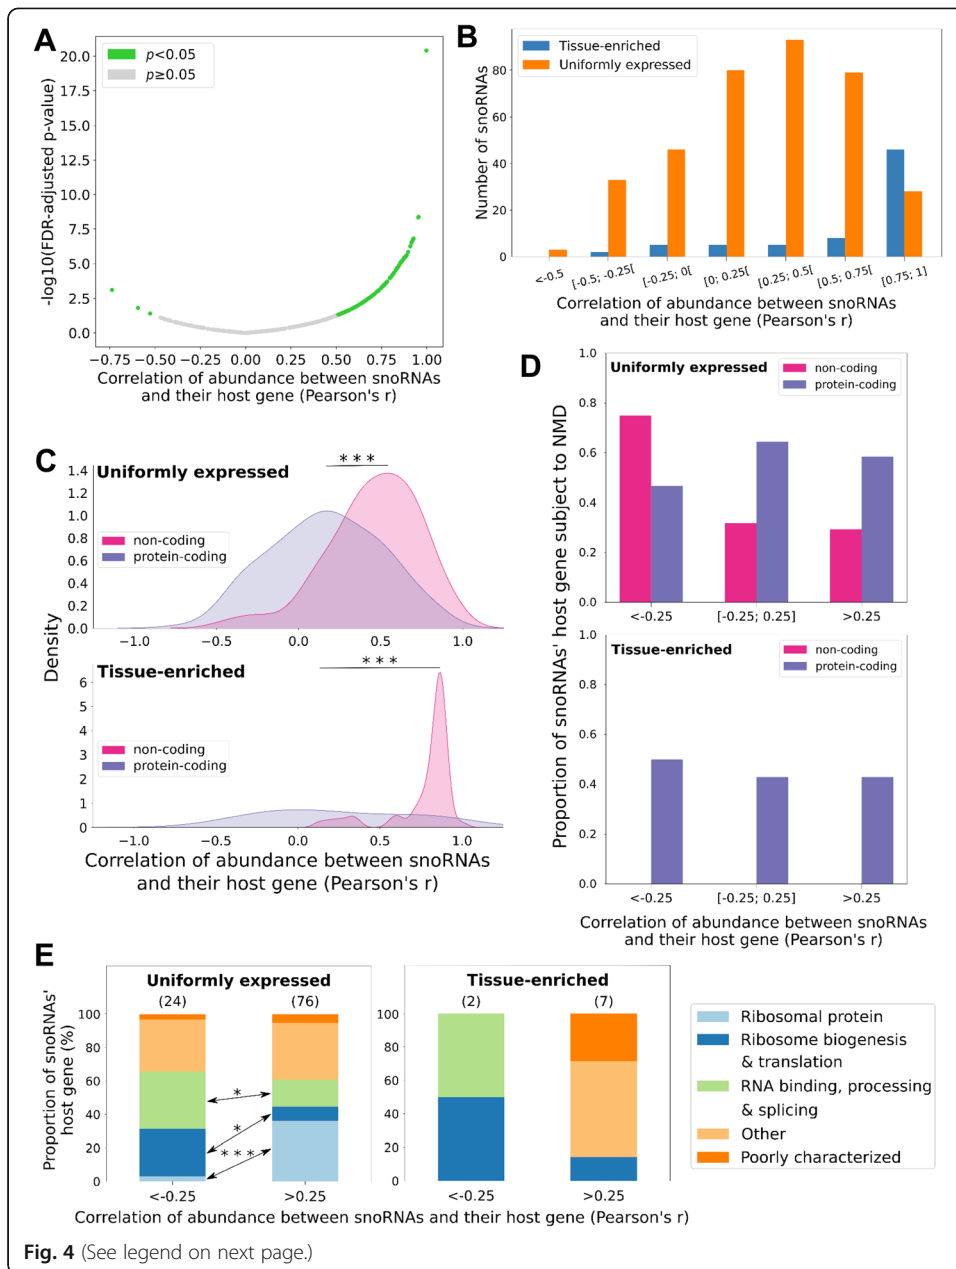 A
p<0.05
p≥0.05
20.0
17.5
15.0
12.5
10.0
7.5
5.0
2.5
0.0
-log10(FDR-adjusted p-value)
−0.75 −0.50 −0.25 0.00 0.25 0.50 0.75 1.00
Correlation of abundance between snoRNAs
and their host gene (Pearson's r)
B
Tissue-enriched
Uniformly expressed
80
60
40
20
0
Number of snoRNAs
<-0.5 [-0.5; -0.25[ [-0.25; 0[ [0; 0.25[ [0.25; 0.5[ [0.5; 0.75[ [0.75; 1]
Correlation of abundance between snoRNAs
and their host gene (Pearson's r)
C
Uniformly expressed
***
non-coding
protein-coding
1.4
1.2
1.0
0.8
0.6
0.4
0.2
0.0
−1.0 −0.5 0.0 0.5 1.0
Density
Tissue-enriched
***
non-coding
protein-coding
6
5
4
3
2
1
0
−1.0 −0.5 0.0 0.5 1.0
Correlation of abundance between snoRNAs
and their host gene (Pearson's r)
D
Uniformly expressed
non-coding
protein-coding
1.0
0.8
0.6
0.4
0.2
0.0
<-0.25 [-0.25; 0.25] >0.25
Proportion of snoRNAs' host gene subject to NMD
Tissue-enriched
non-coding
protein-coding
1.0
0.8
0.6
0.4
0.2
0.0
<-0.25 [-0.25; 0.25] >0.25
Correlation of abundance between snoRNAs
and their host gene (Pearson's r)
E
Uniformly expressed
(24) (76)
100
80
60
40
20
0
Proportion of snoRNAs'
host gene (%)
*
*
***
<-0.25 >0.25
Tissue-enriched
(2) (7)
100
80
60
40
20
0
<-0.25 >0.25
Correlation of abundance between snoRNAs and their host gene (Pearson's r)
Ribosomal protein
Ribosome biogenesis
& translation
RNA binding, processing
& splicing
Other
Poorly characterized
Fig. 4 (See legend on next page.)